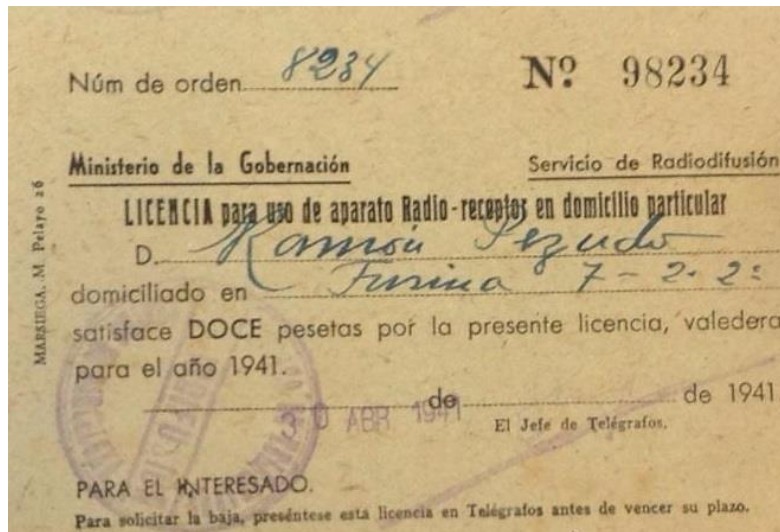 Núm de orden 8234
Nº 98234
Ministerio de la Gobernación
Servicio de Radiodifusión
LICENCIA para uso de aparato Radio-receptor en domicilio particular
D. Ramón
domiciliado en 7-2-2º
satisface DOCE pesetas por la presente licencia, valedera
para el año 1941.
de de 1941
30 ABR 1941
El Jefe de Telégrafos,
PARA EL INTERESADO.
Para solicitar la baja, preséntese esta licencia en Telégrafos antes de vencer su plazo.
MARSIEGA, M Pelayo 26